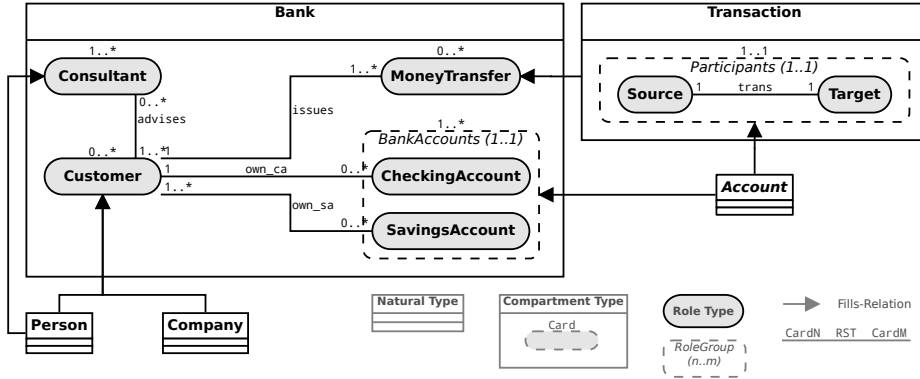 Bank
Transaction
1..*
0..*
1..1
Consultant
1..*
MoneyTransfer
Participants (1..1)
Source
1
trans
1
Target
0..*
advises
issues
1..*
BankAccounts (1..1)
0..*
1..*
1
Customer
1
own_ca
0..*
CheckingAccount
1..*
own_sa
0..*
SavingsAccount
Account
Person
Company
Natural Type
Compartment Type
Card
Role Type
RoleGroup
(n..m)
Fills-Relation
CardN RST CardM